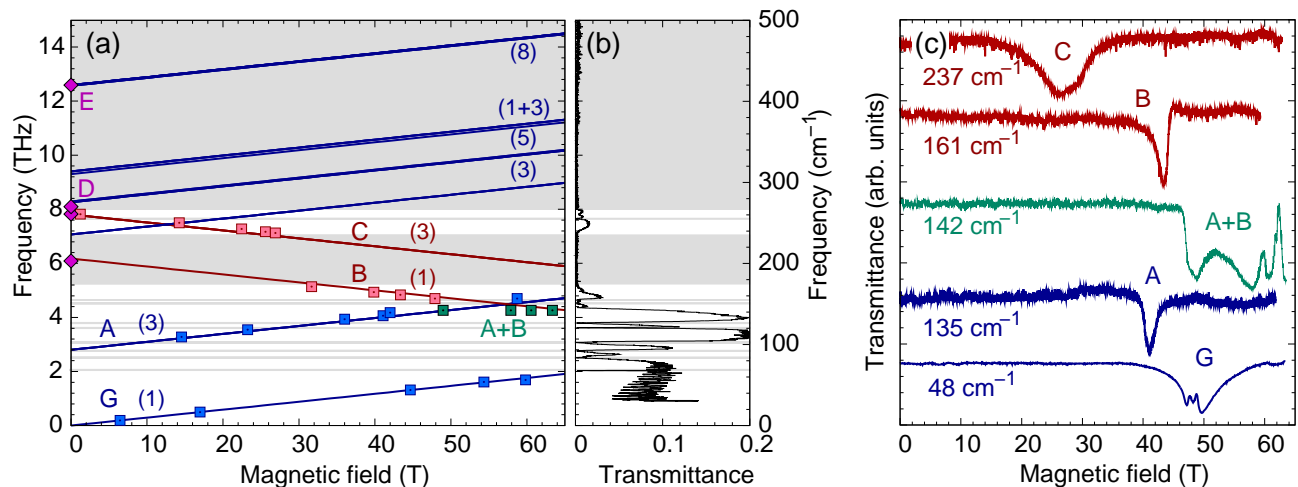 (a)
14
12
10
8
6
4
2
0
Frequency (THz)
(8)
E
(1+3)
(5)
D
(3)
C
(3)
B
(1)
A
(3)
A+B
G
(1)
0 10 20 30 40 50 60
Magnetic field (T)
(b)
500
400
300
200
100
0
Frequency (cm⁻¹)
0 0.1 0.2
Transmittance
(c)
Transmittance (arb. units)
C
237 cm⁻¹
B
161 cm⁻¹
A+B
142 cm⁻¹
A
135 cm⁻¹
G
48 cm⁻¹
0 10 20 30 40 50 60
Magnetic field (T)